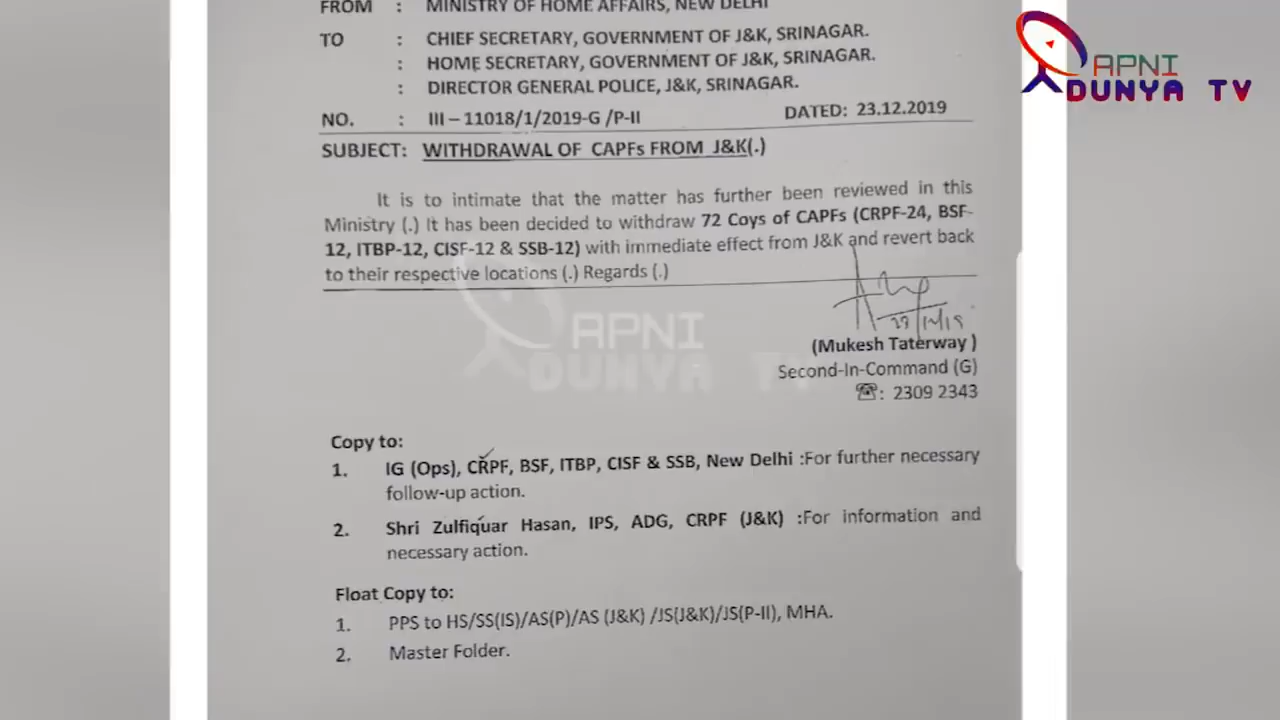 FROM : MINISTRY OF HOME AFFAIRS, NEW DELHI
TO : CHIEF SECRETARY, GOVERNMENT OF J&K, SRINAGAR.
: HOME SECRETARY, GOVERNMENT OF J&K, SRINAGAR.
: DIRECTOR GENERAL POLICE, J&K, SRINAGAR.
NO. : III – 11018/1/2019-G /P-II DATED: 23.12.2019
SUBJECT: WITHDRAWAL OF CAPFs FROM J&K(.)
It is to intimate that the matter has further been reviewed in this
Ministry (.) It has been decided to withdraw 72 Coys of CAPFs (CRPF-24, BSF-
12, ITBP-12, CISF-12 & SSB-12) with immediate effect from J&K and revert back
to their respective locations (.) Regards (.)
(Mukesh Taterway )
Second-In-Command (G)
☎: 2309 2343
Copy to:
1. IG (Ops), CRPF, BSF, ITBP, CISF & SSB, New Delhi :For further necessary
follow-up action.
2. Shri Zulfiquar Hasan, IPS, ADG, CRPF (J&K) :For information and
necessary action.
Float Copy to:
1. PPS to HS/SS(IS)/AS(P)/AS (J&K) /JS(J&K)/JS(P-II), MHA.
2. Master Folder.
APNI
DUNYA TV
APNI
DUNYA TV